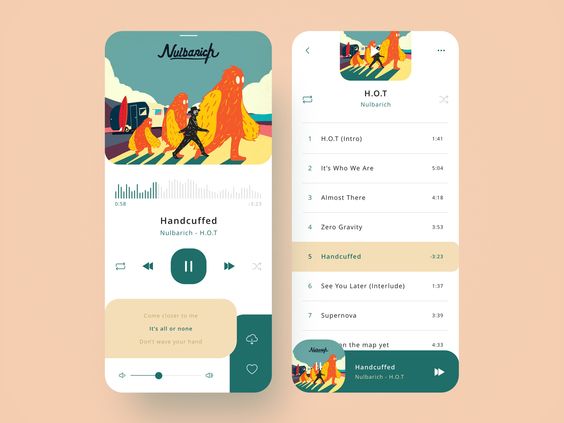 Nulbarich
0:58
-3:23
Handcuffed
Nulbarich - H.O.T
Come closer to me
It's all or none
Don't wave your hand
H.O.T
Nulbarich
1 H.O.T (Intro) 1:41
2 It's Who We Are 5:04
3 Almost There 4:18
4 Zero Gravity 3:53
5 Handcuffed -3:23
6 See You Later (Interlude) 1:37
7 Supernova 3:39
on the map yet 4:33
Nulbarich
Handcuffed
Nulbarich - H.O.T